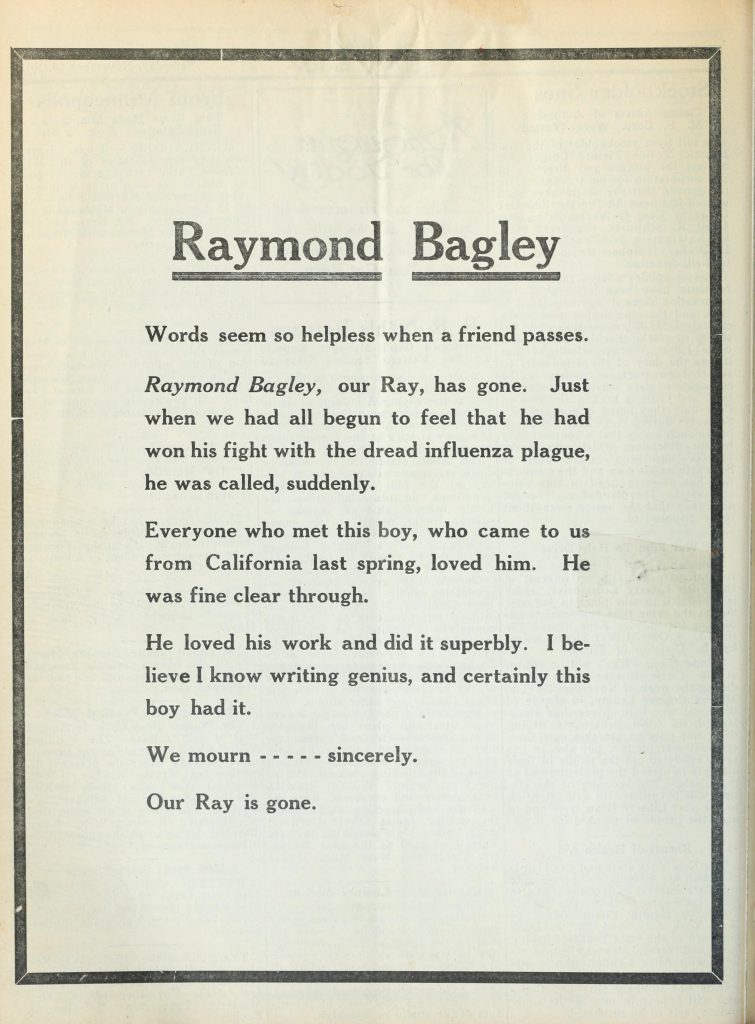 Raymond Bagley
Words seem so helpless when a friend passes.
Raymond Bagley, our Ray, has gone. Just
when we had all begun to feel that he had
won his fight with the dread influenza plague,
he was called, suddenly.
Everyone who met this boy, who came to us
from California last spring, loved him. He
was fine clear through.
He loved his work and did it superbly. I be-
lieve I know writing genius, and certainly this
boy had it.
We mourn - - - - - sincerely.
Our Ray is gone.